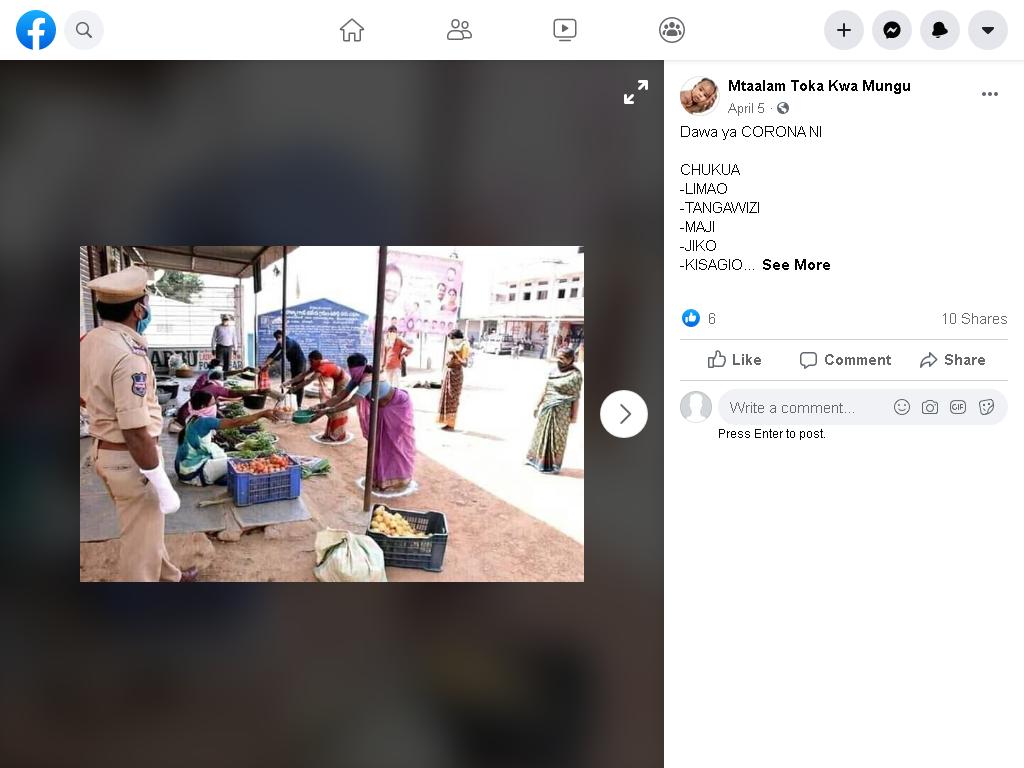 Mtaalam Toka Kwa Mungu
April 5 ·
Dawa ya CORONA NI
CHUKUA
-LIMAO
-TANGAWIZI
-MAJI
-JIKO
-KISAGIO... See More
6
10 Shares
Like
Comment
Share
Write a comment...
GIF
Press Enter to post.